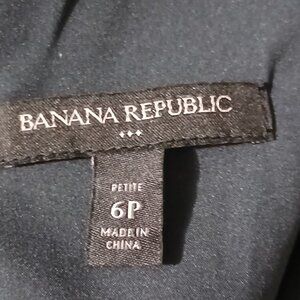 BANANA REPUBLIC
PETITE
6P
MADE IN
CHINA